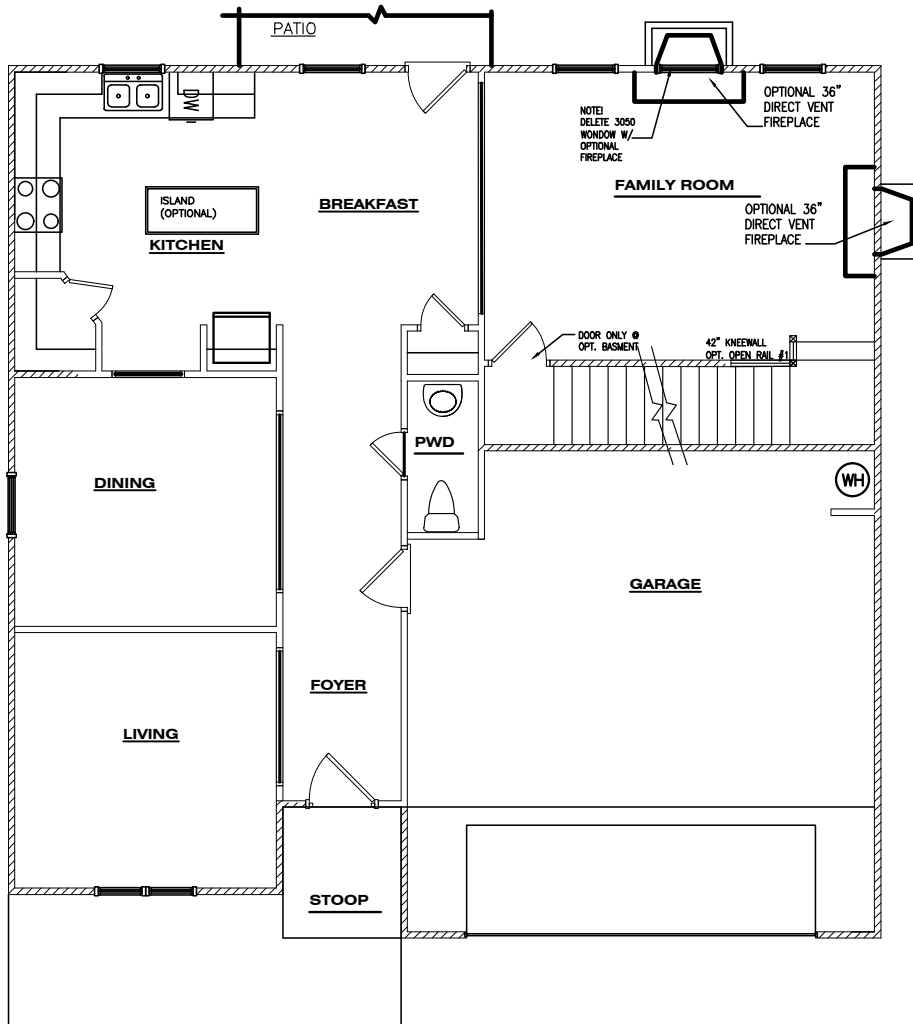 PATIO
DW
NOTE!
DELETE 3050
WONDOW W/
OPTIONAL
FIREPLACE
OPTIONAL 36"
DIRECT VENT
FIREPLACE
ISLAND
(OPTIONAL)
BREAKFAST
FAMILY ROOM
OPTIONAL 36"
DIRECT VENT
FIREPLACE
KITCHEN
DOOR ONLY @
OPT. BASMENT
42" KNEEWALL
OPT. OPEN RAIL #1
PWD
DINING
WH
GARAGE
FOYER
LIVING
STOOP